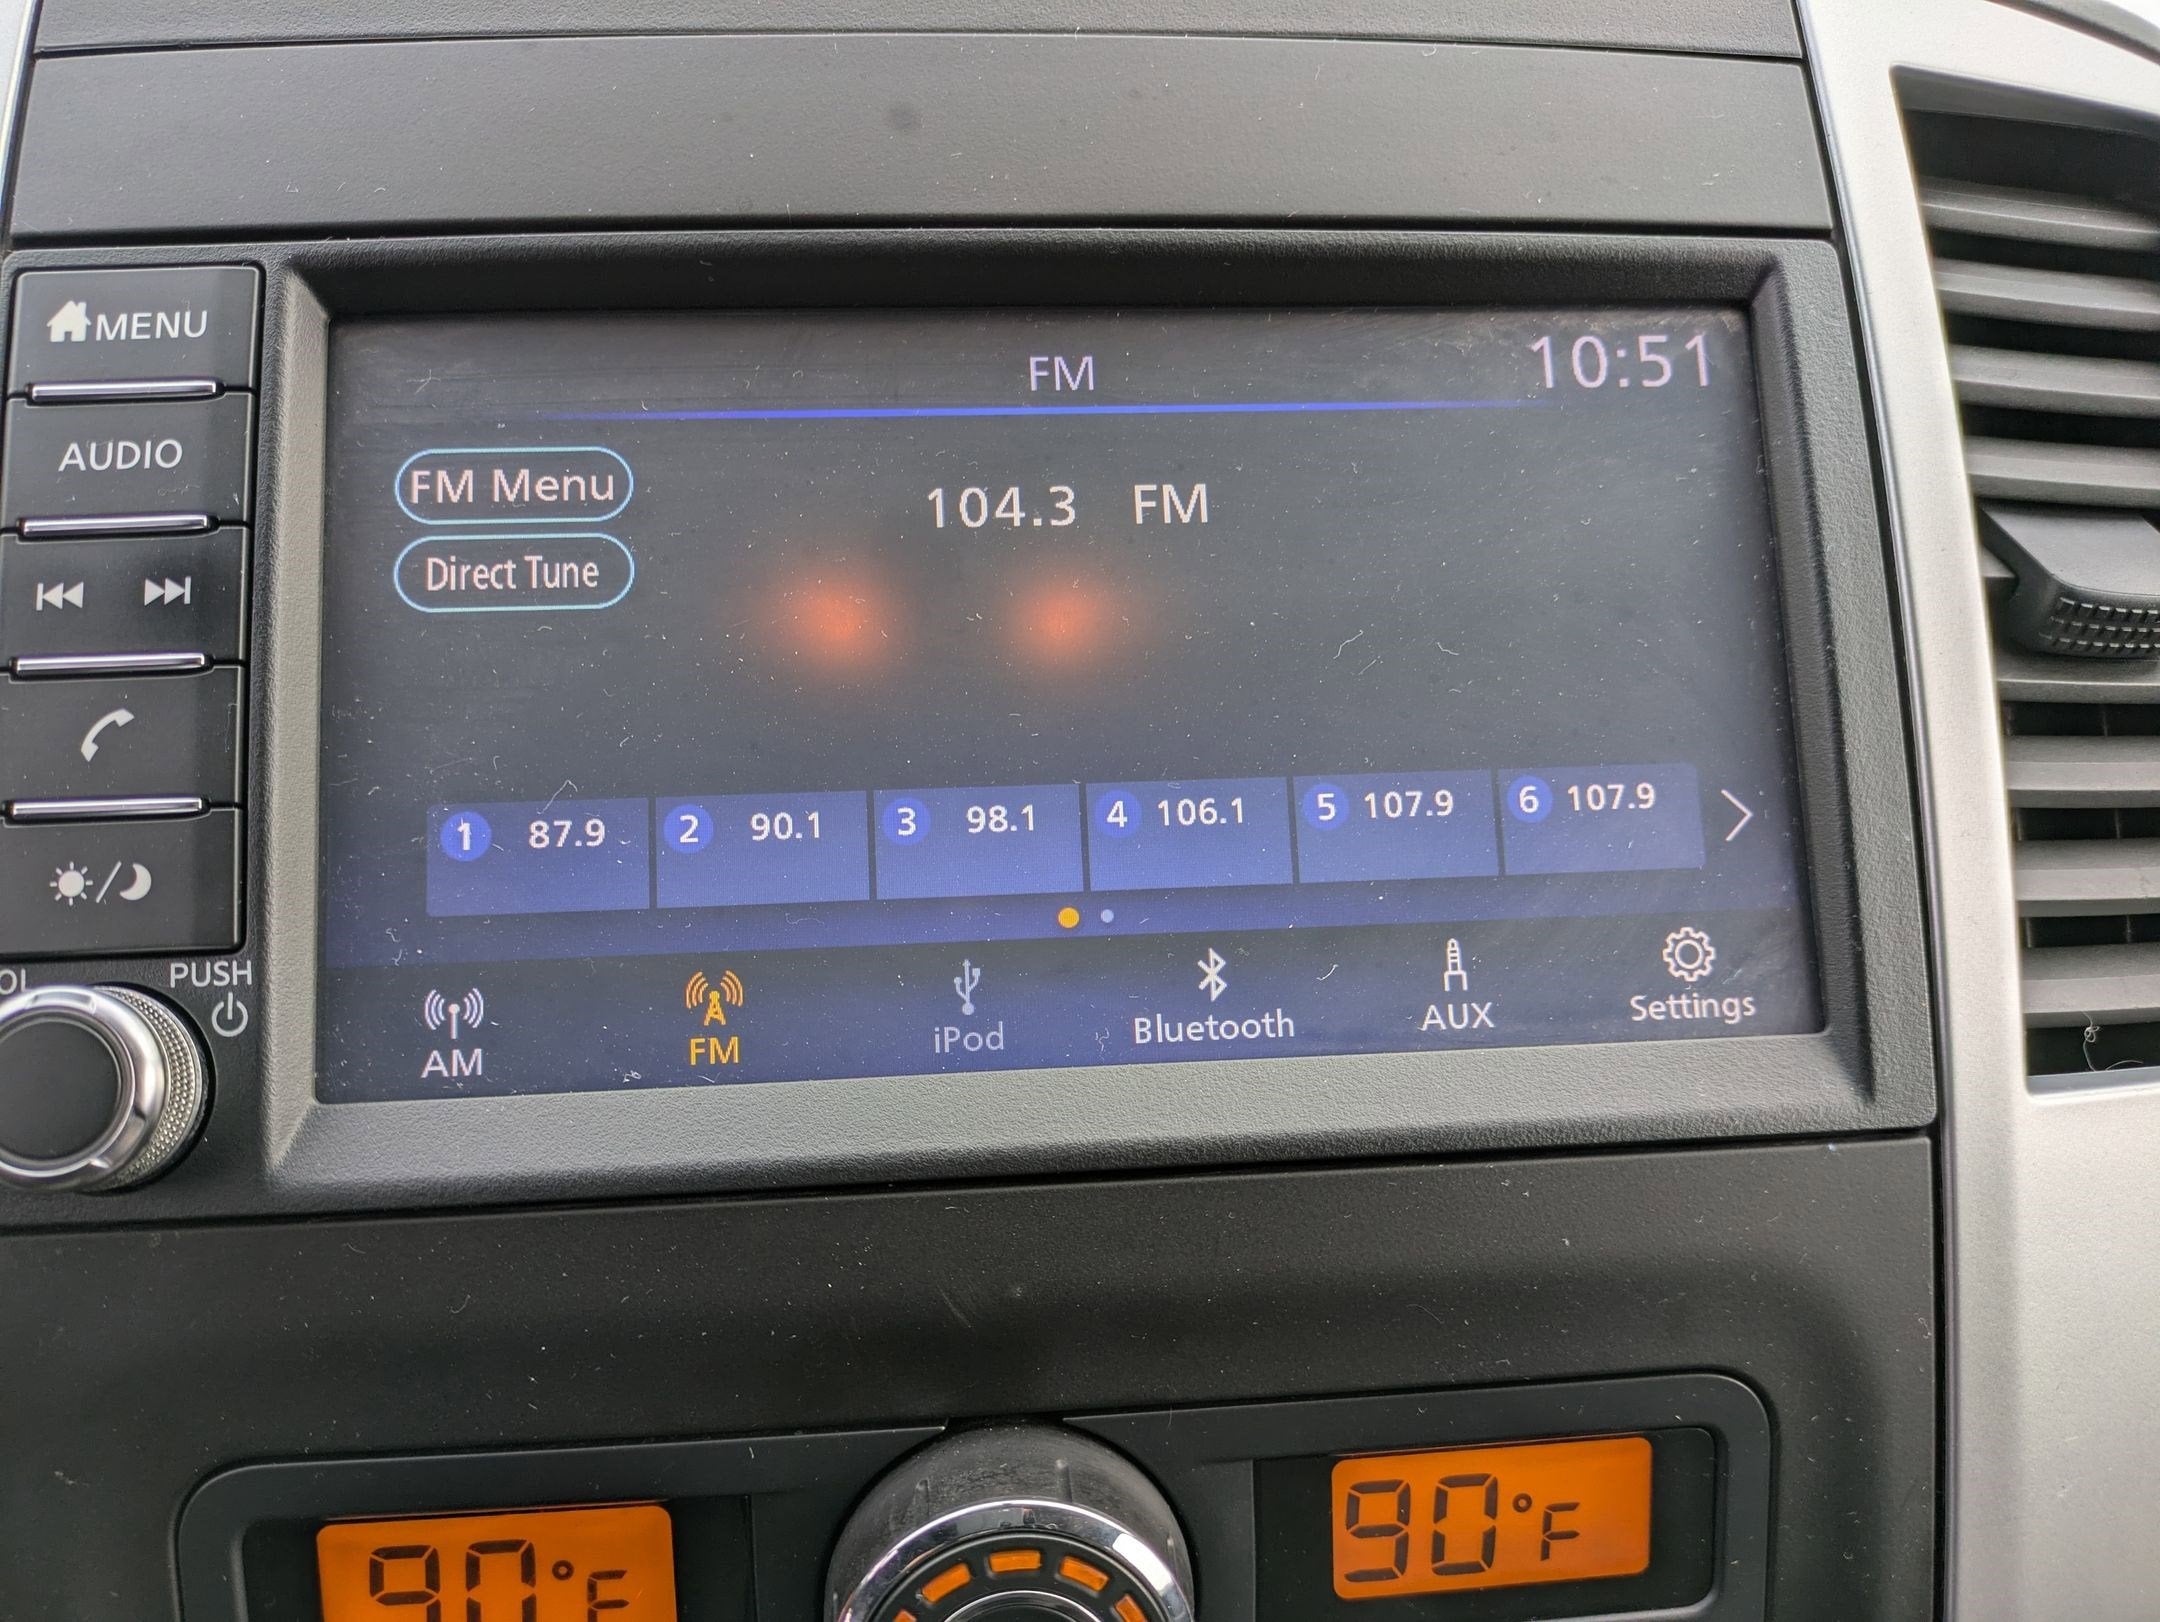 MENU
AUDIO
PUSH
FM
10:51
FM Menu
Direct Tune
104.3 FM
1 87.9
2 90.1
3 98.1
4 106.1
5 107.9
6 107.9
AM
FM
iPod
Bluetooth
AUX
Settings
90°F
90°F